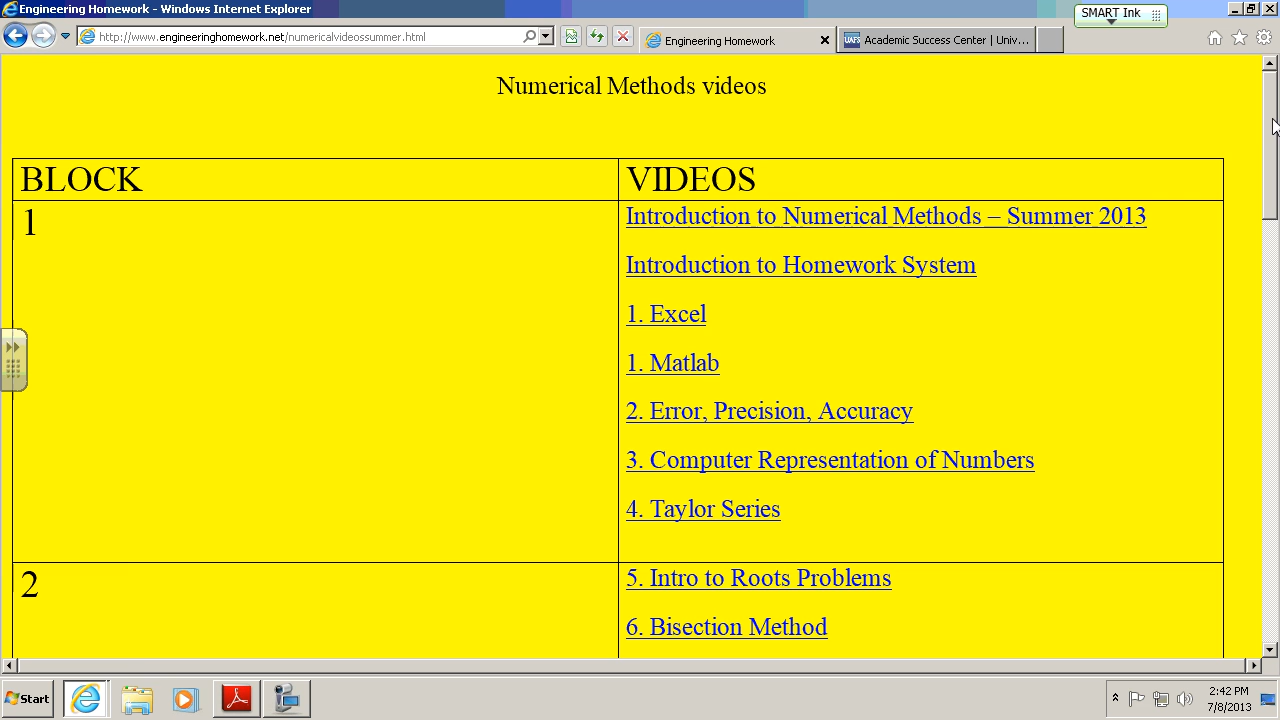 Engineering Homework - Windows Internet Explorer
SMART Ink
http://www.engineeringhomework.net/numericalvideossummer.html
Engineering Homework
UAFS Academic Success Center | Univ...
Numerical Methods videos
BLOCK VIDEOS
1 Introduction to Numerical Methods – Summer 2013
Introduction to Homework System
1. Excel
1. Matlab
2. Error, Precision, Accuracy
3. Computer Representation of Numbers
4. Taylor Series
2 5. Intro to Roots Problems
6. Bisection Method
Start
2:42 PM
7/8/2013